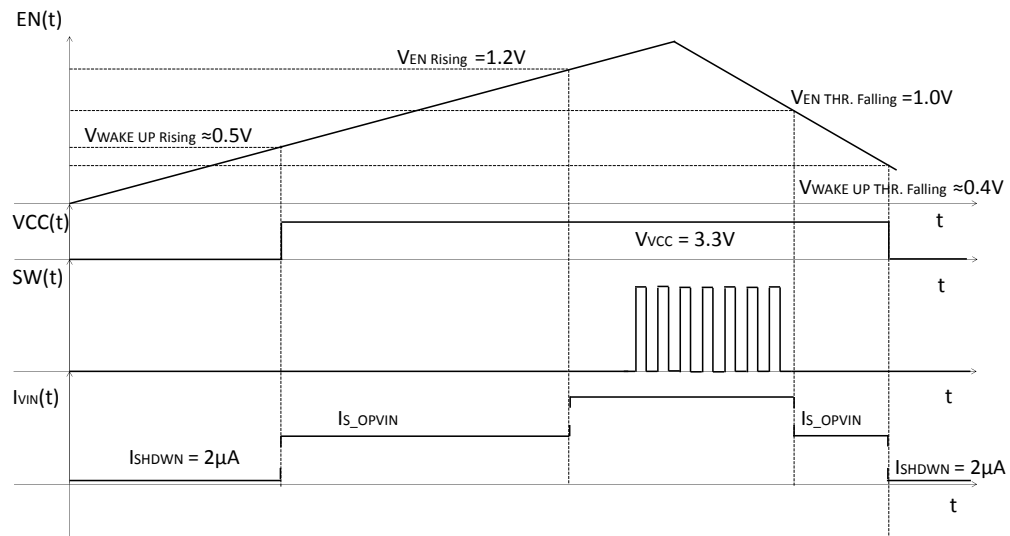 EN(t)
VEN Rising =1.2V
VEN THR. Falling =1.0V
VWAKE UP Rising ≈0.5V
VWAKE UP THR. Falling ≈0.4V
t
VCC(t)
VVCC = 3.3V
t
SW(t)
t
IVIN(t)
IS_OPVIN
IS_OPVIN
ISHDWN = 2µA
ISHDWN = 2µA
t